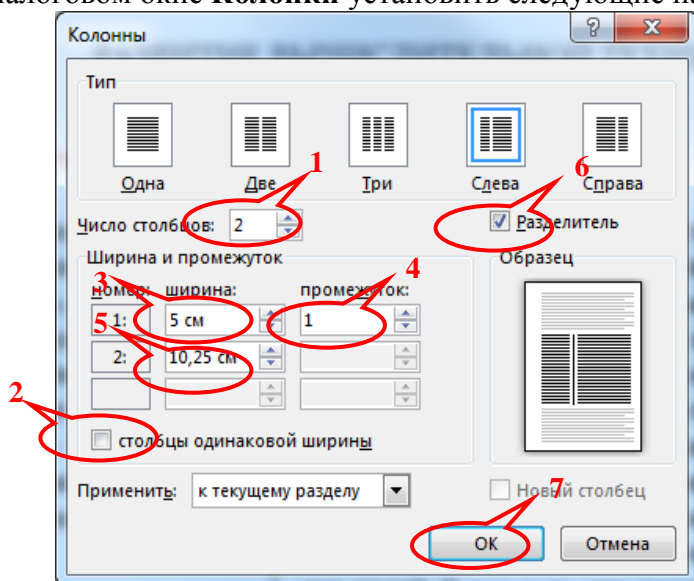 алоговом окне Колонки установить следующие на
Колонны
Тип
Одна Две Три Слева Справа
1
6
Число столбцов: 2 Разделитель
Ширина и промежуток Образец
3
4
номер: ширина: промежуток:
1: 5 см 1
5
2: 10,25 см
2
столбцы одинаковой ширины
Применить: к текущему разделу Новый столбец
7
ОК Отмена